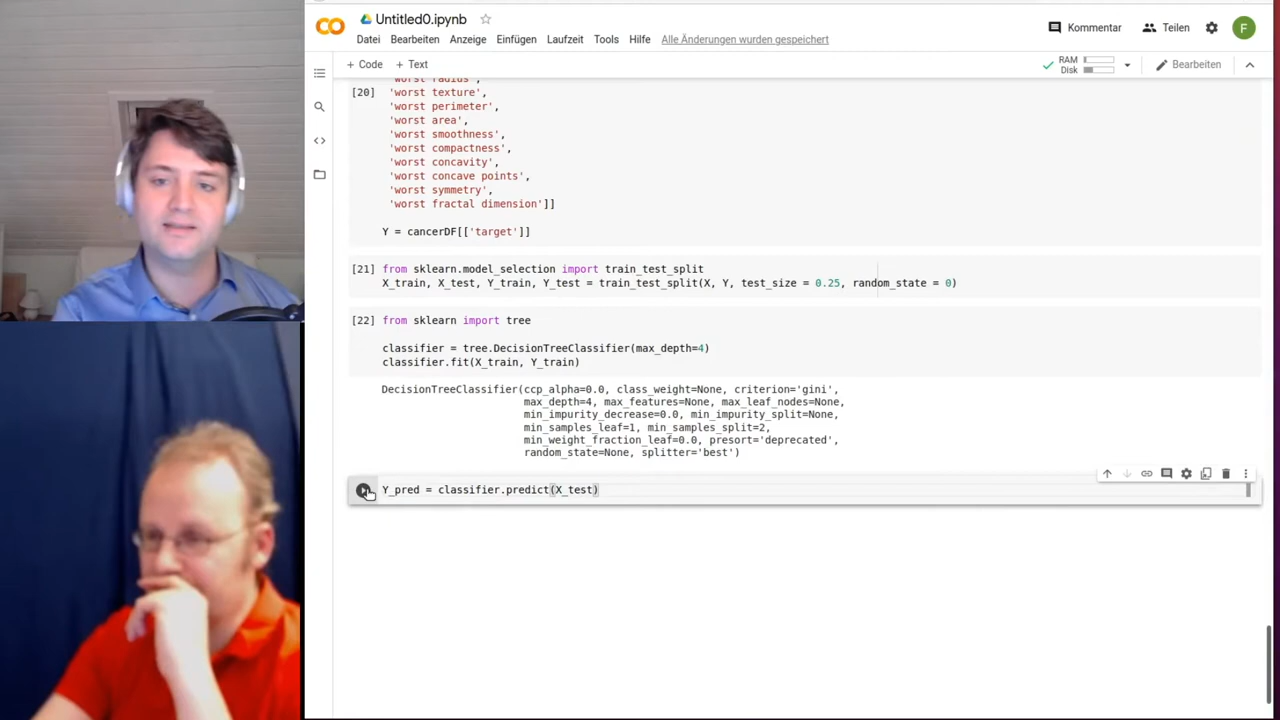 Untitled0.ipynb
Kommentar
Teilen
F
Datei Bearbeiten Anzeige Einfügen Laufzeit Tools Hilfe Alle Änderungen wurden gespeichert
+ Code + Text
RAM
Disk
Bearbeiten
'worst radius',
[20] 'worst texture',
'worst perimeter',
'worst area',
'worst smoothness',
'worst compactness',
'worst concavity',
'worst concave points',
'worst symmetry',
'worst fractal dimension']]
Y = cancerDF[['target']]
[21] from sklearn.model_selection import train_test_split
X_train, X_test, Y_train, Y_test = train_test_split(X, Y, test_size = 0.25, random_state = 0)
[22] from sklearn import tree
classifier = tree.DecisionTreeClassifier(max_depth=4)
classifier.fit(X_train, Y_train)
DecisionTreeClassifier(ccp_alpha=0.0, class_weight=None, criterion='gini',
max_depth=4, max_features=None, max_leaf_nodes=None,
min_impurity_decrease=0.0, min_impurity_split=None,
min_samples_leaf=1, min_samples_split=2,
min_weight_fraction_leaf=0.0, presort='deprecated',
random_state=None, splitter='best')
Y_pred = classifier.predict(X_test)